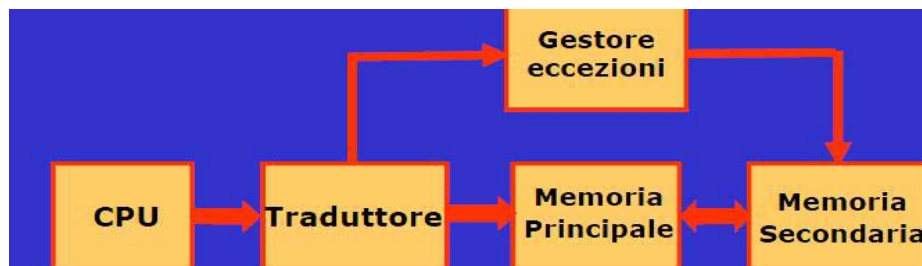 Gestore
eccezioni
CPU
Traduttore
Memoria
Principale
Memoria
Secondaria